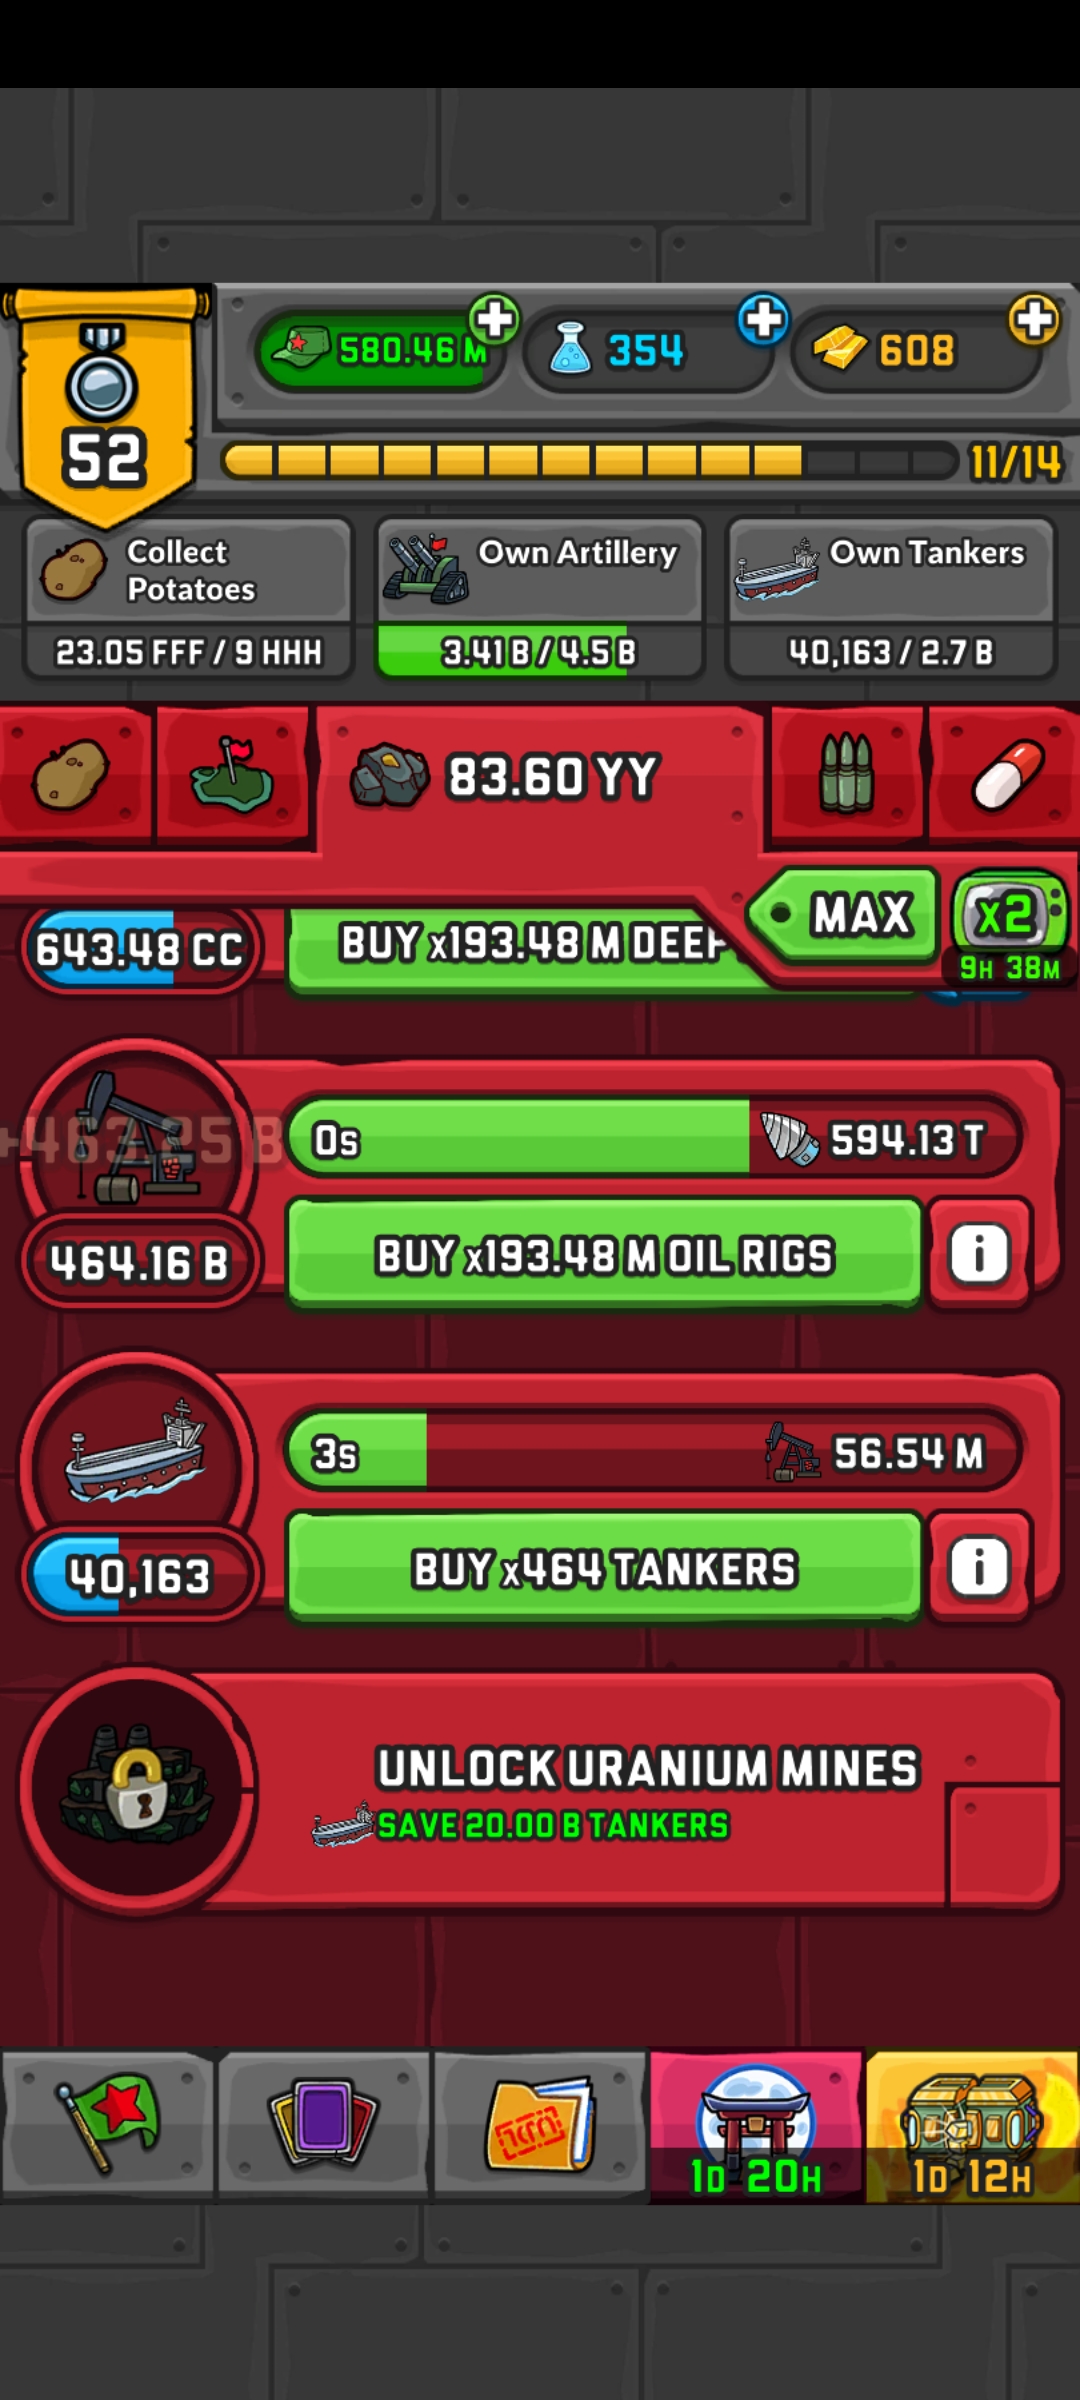 580.46 M
354
608
52
11/14
Collect
Potatoes
23.05 FFF / 9 HHH
Own Artillery
3.41 B / 4.5 B
Own Tankers
40,163 / 2.7 B
83.60 YY
MAX
x2
9H 38M
643.48 CC
BUY x193.48 M DEEP
+463.25 B
0s
594.13 T
464.16 B
BUY x193.48 M OIL RIGS
i
3s
56.54 M
40,163
BUY x464 TANKERS
i
UNLOCK URANIUM MINES
SAVE 20.00 B TANKERS
1D 20H
1D 12H